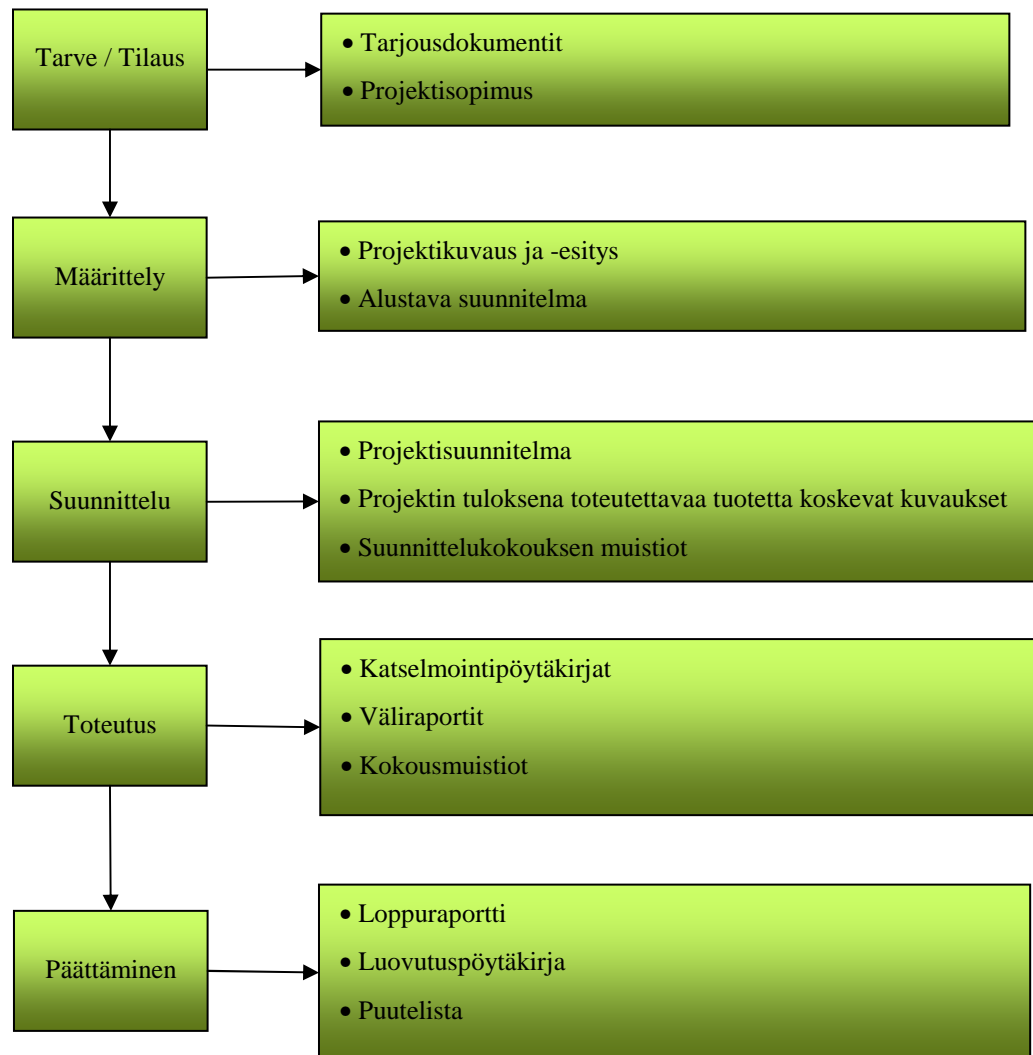 Tarve / Tilaus
• Tarjousdokumentit
• Projektisopimus
Määrittely
• Projektikuvaus ja -esitys
• Alustava suunnitelma
Suunnittelu
• Projektisuunnitelma
• Projektin tuloksena toteutettavaa tuotetta koskevat kuvaukset
• Suunnittelukokouksen muistiot
Toteutus
• Katselmointipöytäkirjat
• Väliraportit
• Kokousmuistiot
Päättäminen
• Loppuraportti
• Luovutuspöytäkirja
• Puutelista